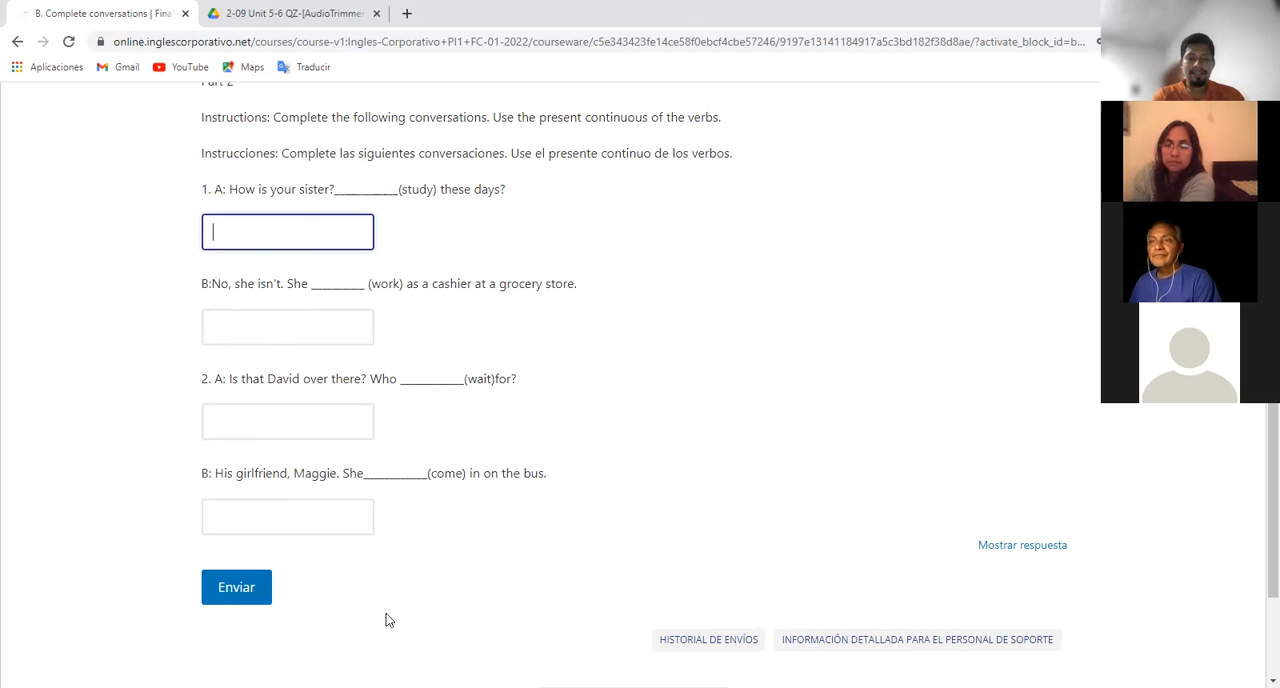 B. Complete conversations | Fina
2-09 Unit 5-6 QZ-[AudioTrimmer
online.inglescorporativo.net/courses/course-v1:Ingles-Corporativo+PI1+FC-01-2022/courseware/c5e343423fe14ce58f0ebcf4cbe57246/9197e13141184917a5c3bd182f38d8ae/?activate_block_id=b...
Aplicaciones Gmail YouTube Maps Traducir
Part 2
Instructions: Complete the following conversations. Use the present continuous of the verbs.
Instrucciones: Complete las siguientes conversaciones. Use el presente continuo de los verbos.
1. A: How is your sister?____________(study) these days?
B:No, she isn't. She __________ (work) as a cashier at a grocery store.
2. A: Is that David over there? Who ____________(wait)for?
B: His girlfriend, Maggie. She____________(come) in on the bus.
Mostrar respuesta
Enviar
HISTORIAL DE ENVÍOS INFORMACIÓN DETALLADA PARA EL PERSONAL DE SOPORTE